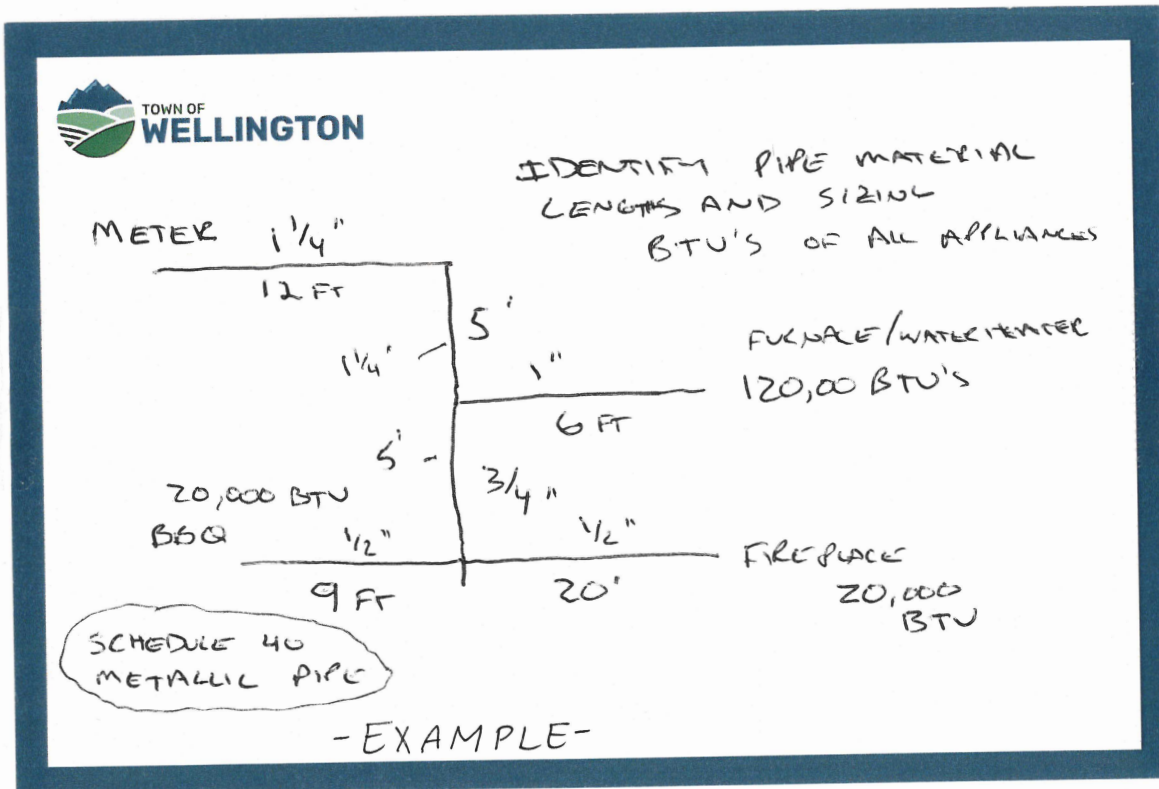 TOWN OF
WELLINGTON
IDENTIFY PIPE MATERIAL
LENGTHS AND SIZING
BTU'S OF ALL APPLIANCES
METER 1 1/4"
12 FT
5'
1 1/4"
1"
FURNACE/WATER HEATER
120,00 BTU'S
6 FT
5'
3/4"
20,000 BTU
BBQ
1/2"
1/2"
FIREPLACE
9 FT
20'
20,000
BTU
SCHEDULE 40
METALLIC PIPE
-EXAMPLE-